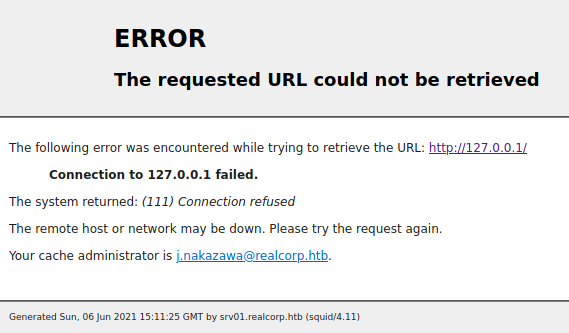 ERROR
The requested URL could not be retrieved
The following error was encountered while trying to retrieve the URL: http://127.0.0.1/
Connection to 127.0.0.1 failed.
The system returned: (111) Connection refused
The remote host or network may be down. Please try the request again.
Your cache administrator is j.nakazawa@realcorp.htb.
Generated Sun, 06 Jun 2021 15:11:25 GMT by srv01.realcorp.htb (squid/4.11)